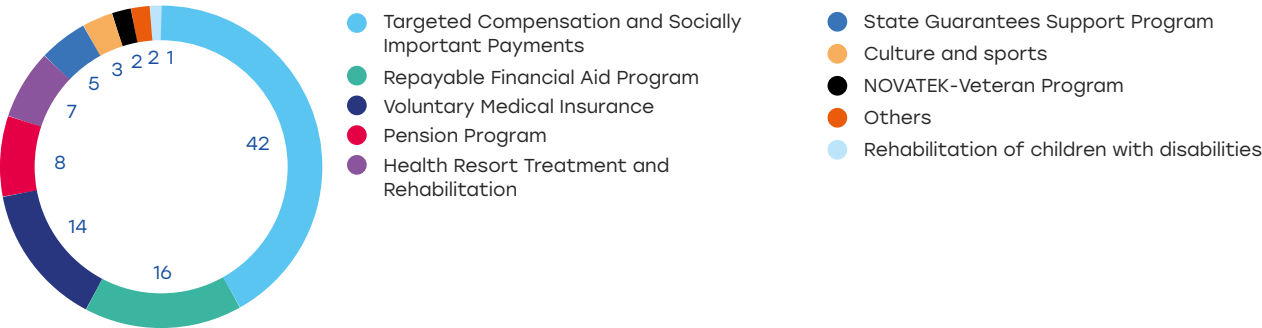 42
16
14
8
7
5
3
2
2
1
Targeted Compensation and Socially
Important Payments
Repayable Financial Aid Program
Voluntary Medical Insurance
Pension Program
Health Resort Treatment and
Rehabilitation
State Guarantees Support Program
Culture and sports
NOVATEK-Veteran Program
Others
Rehabilitation of children with disabilities